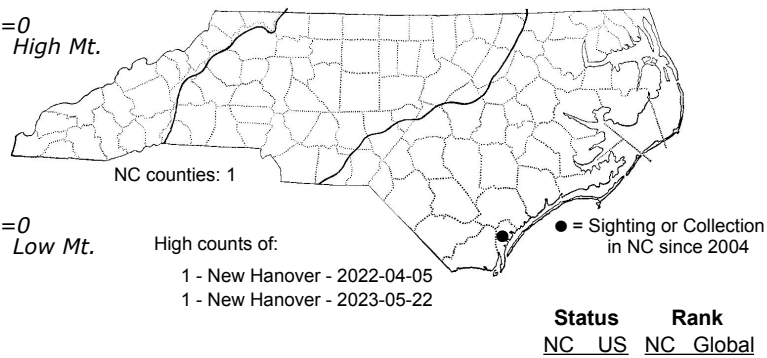 =0
High Mt.
NC counties: 1
=0
Low Mt.
High counts of:
1 - New Hanover - 2022-04-05
1 - New Hanover - 2023-05-22
● = Sighting or Collection
in NC since 2004
Status Rank
NC US NC Global